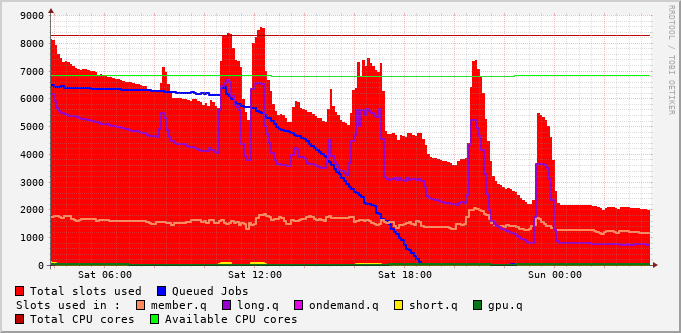 RRDTOOL / TOBI OETIKER
9000
8000
7000
6000
5000
4000
3000
2000
1000
0
Sat 06:00 Sat 12:00 Sat 18:00 Sun 00:00
Total slots used Queued Jobs
Slots used in : member.q long.q ondemand.q short.q gpu.q
Total CPU cores Available CPU cores